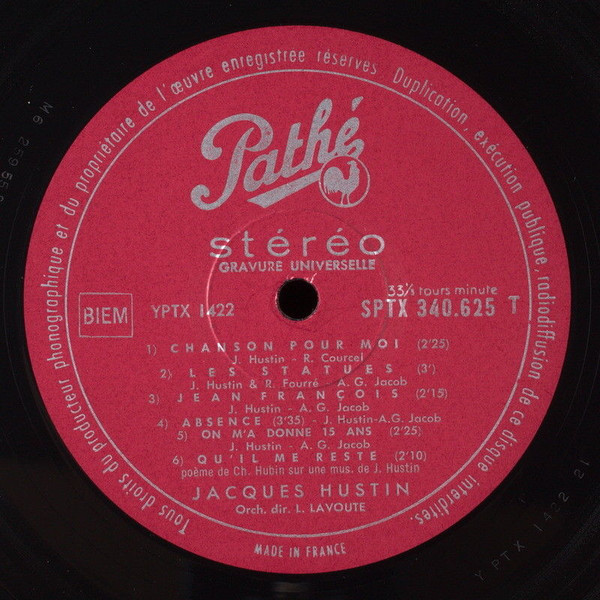 Tous droits du producteur phonographique et du propriétaire de l'œuvre enregistrée réservés Duplication, exécution publique, radiodiffusion de ce disque interdites.
Pathé
stéréo
GRAVURE UNIVERSELLE
33⅓ tours minute
BIEM YPTX 1422 SPTX 340.625 T
1) CHANSON POUR MOI (2'25)
J. Hustin - R. Courcel
2) LES STATUES (3')
J. Hustin & R. Fourré - A. G. Jacob
3) JEAN FRANÇOIS (2'15)
J. Hustin - A. G. Jacob
4) ABSENCE (3'35) - J. Hustin-A.G. Jacob
5) ON M'A DONNE 15 ANS (2'25)
J. Hustin - A. G. Jacob
6) QU'IL ME RESTE (2'10)
poème de Ch. Hubin sur une mus. de J. Hustin
JACQUES HUSTIN
Orch. dir. L. LAVOUTE
MADE IN FRANCE